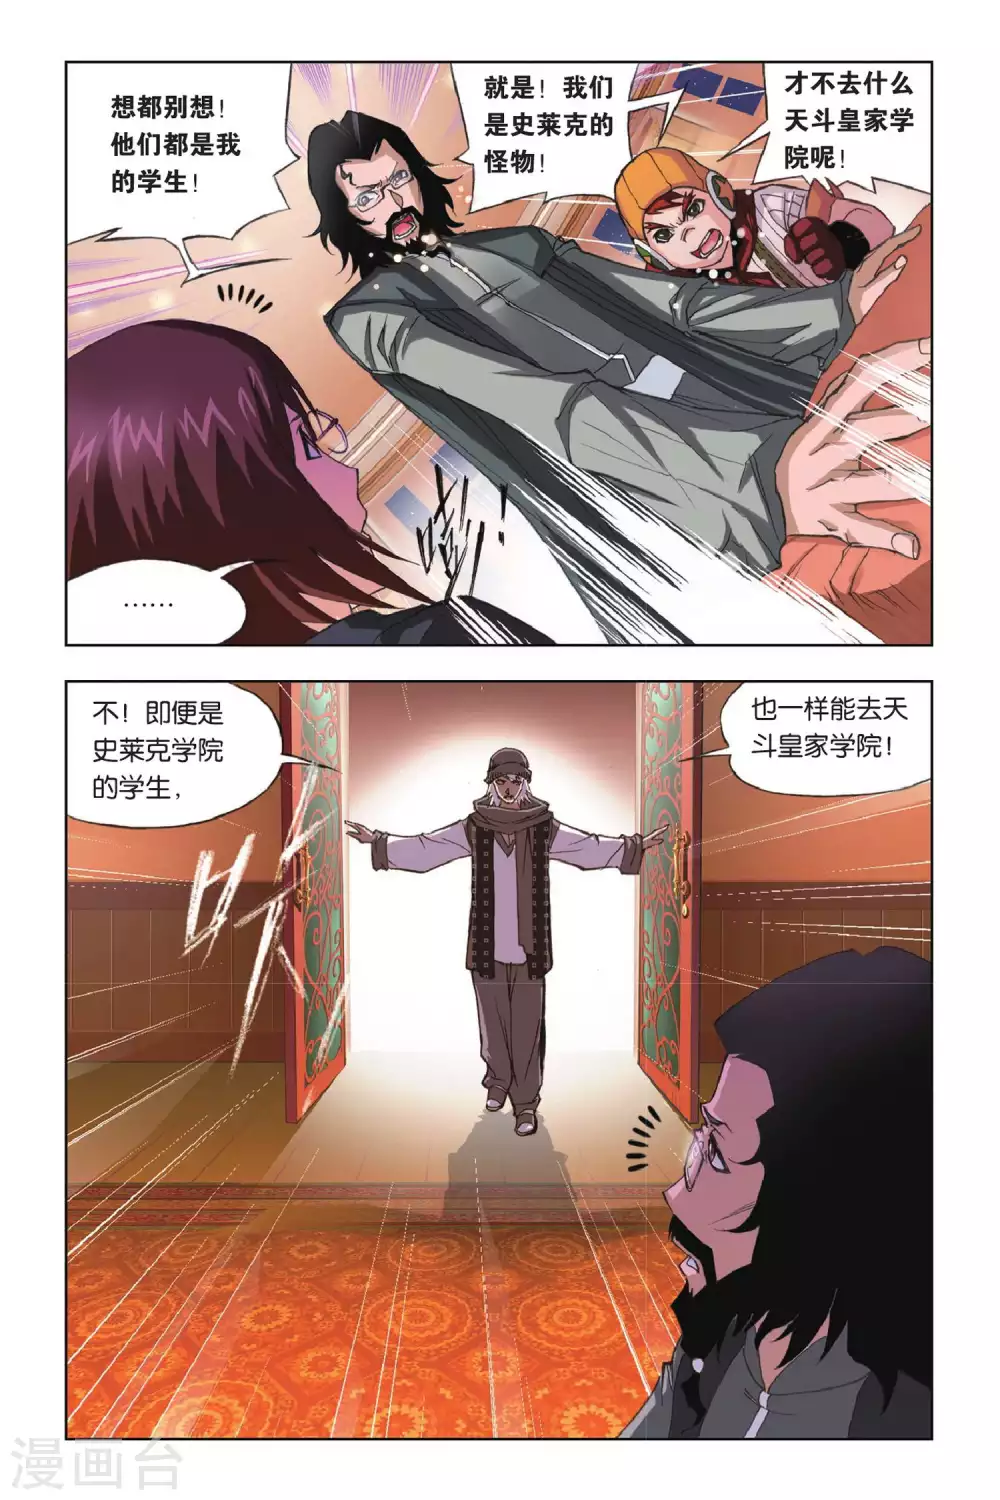 想都别想！
他们都是我
的学生！
就是！我们
是史莱克的
怪物！
才不去什么
天斗皇家学
院呢！
……
不！即便是
史莱克学院
的学生，
也一样能去天
斗皇家学院！
漫画台